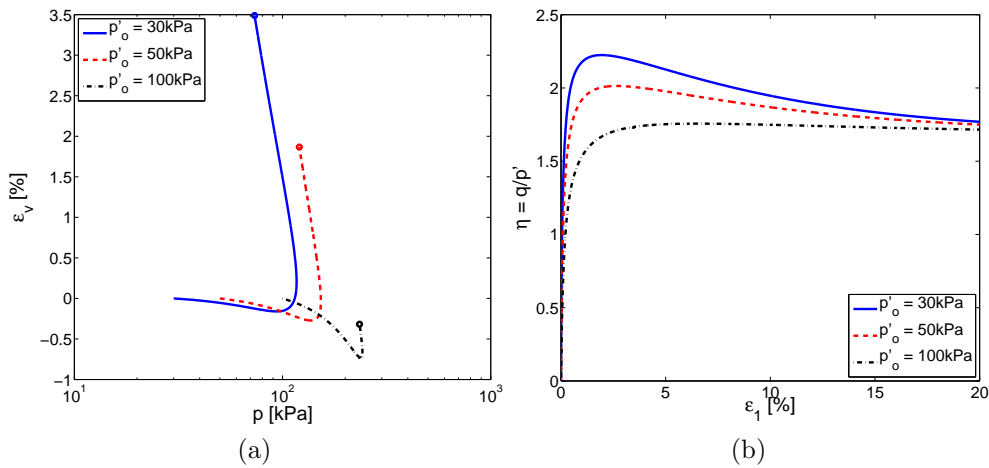 3.5
3
2.5
2
1.5
1
0.5
0
−0.5
−1
ε_v [%]
10^1
10^2
10^3
p [kPa]
p'_o = 30kPa
p'_o = 50kPa
p'_o = 100kPa
(a)
2.5
2
1.5
1
0.5
0
η = q/p'
0
5
10
15
20
ε_1 [%]
p'_o = 30kPa
p'_o = 50kPa
p'_o = 100kPa
(b)